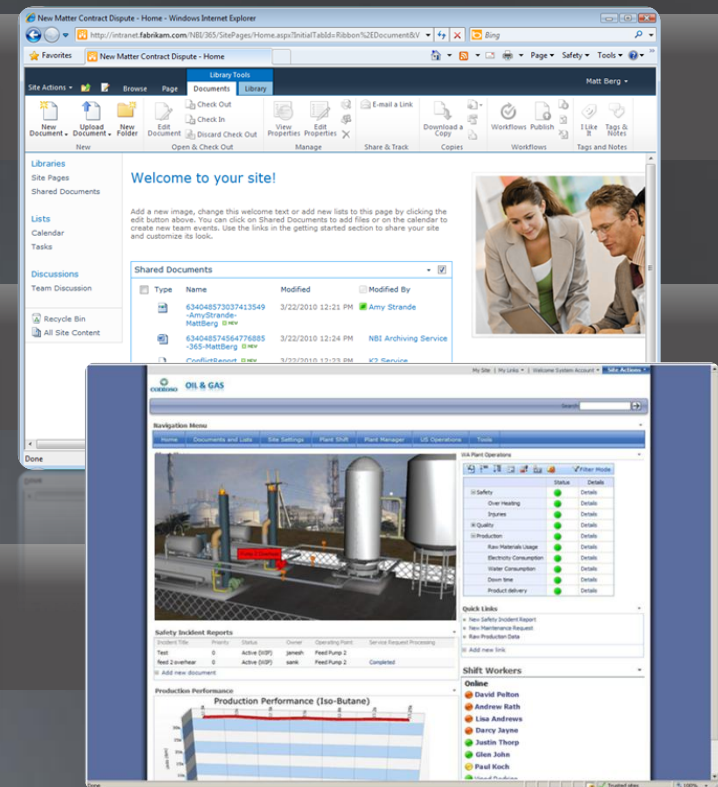 New Matter Contract Dispute - Home - Windows Internet Explorer
http://intranet.fabrikam.com/NBI/365/SitePages/Home.aspx?InitialTabId=Ribbon%2EDocument&V
Bing
Favorites
New Matter Contract Dispute - Home
Page
Safety
Tools
Library Tools
Site Actions
Browse
Page
Documents
Library
Matt Berg
New Document
Upload Document
New Folder
Edit Document
Check Out
Check In
Discard Check Out
View Properties
Edit Properties
E-mail a Link
Download a Copy
Workflows
Publish
I Like It
Tags & Notes
New
Open & Check Out
Manage
Share & Track
Copies
Workflows
Tags and Notes
Libraries
Site Pages
Shared Documents
Lists
Calendar
Tasks
Discussions
Team Discussion
Recycle Bin
All Site Content
Welcome to your site!
Add a new image, change this welcome text or add new lists to this page by clicking the
edit button above. You can click on Shared Documents to add files or on the calendar to
create new team events. Use the links in the getting started section to share your site
and customize its look.
Shared Documents
Type Name Modified Modified By
634048573037413549 3/22/2010 12:21 PM Amy Strande
-AmyStrande-
MattBerg NEW
634048574564776885 3/22/2010 12:24 PM NBI Archiving Service
-365-MattBerg NEW
ConflictReport NEW 3/22/2010 12:23 PM K2 Service
Done
My Site | My Links | Welcome System Account
Site Actions
OIL & GAS
Search
Navigation Menu
Home Documents and Lists Site Settings Plant Shift Plant Manager US Operations Tools
WA Plant Operations
Filter Mode
Status Details
Safety Details
Over Heating Details
Injuries Details
Quality Details
Production Details
Raw Materials Usage Details
Electricity Consumption Details
Water Consumption Details
Down time Details
Product delivery Details
Quick Links
New Safety Incident Report
New Maintenance Request
Raw Production Data
Add new link
Safety Incident Reports
Incident Title Priority Status Owner Operating Point Service Request Processing
Test 0 Active (WIP) janesh Feed Pump 2
feed 2 overhear 0 Active (WIP) samk Feed Pump 2 Completed
Add new document
Production Performance
Production Performance (Iso-Butane)
Shift Workers
Online
David Pelton
Andrew Rath
Lisa Andrews
Darcy Jayne
Justin Thorp
Glen John
Paul Koch
Done
Trusted sites
100%